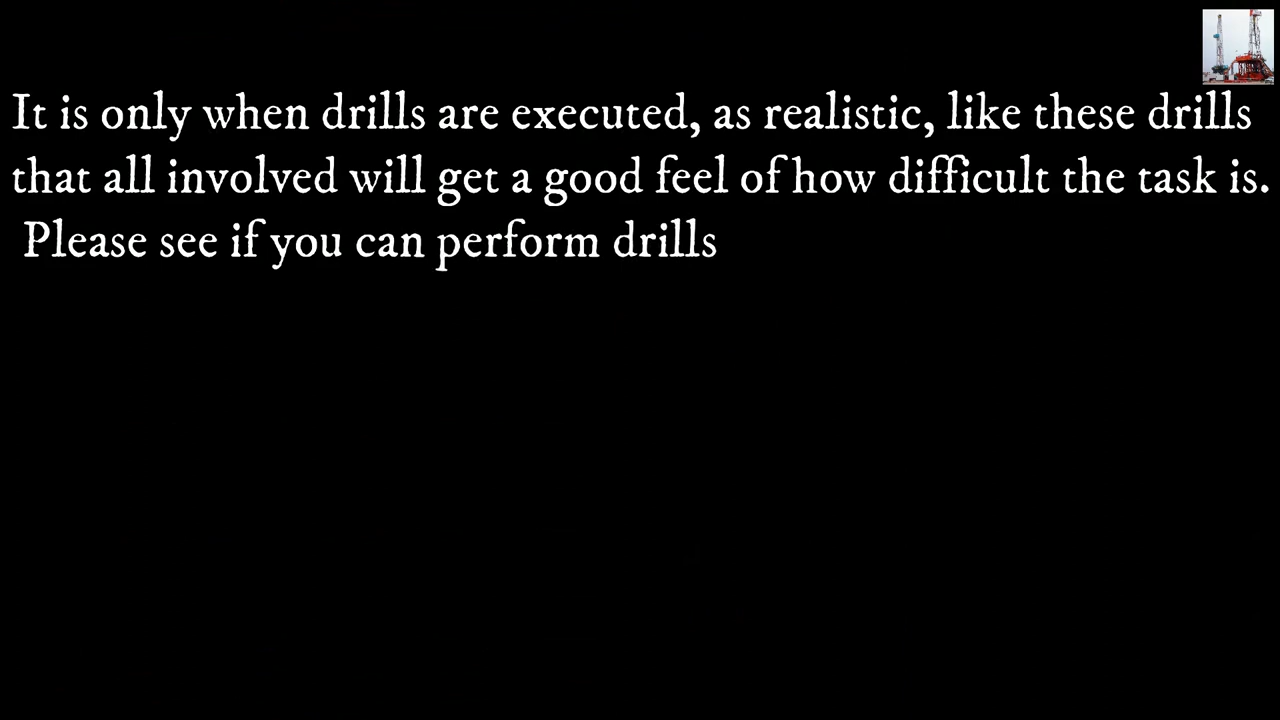 It is only when drills are executed, as realistic, like these drills
that all involved will get a good feel of how difficult the task is.
Please see if you can perform drills